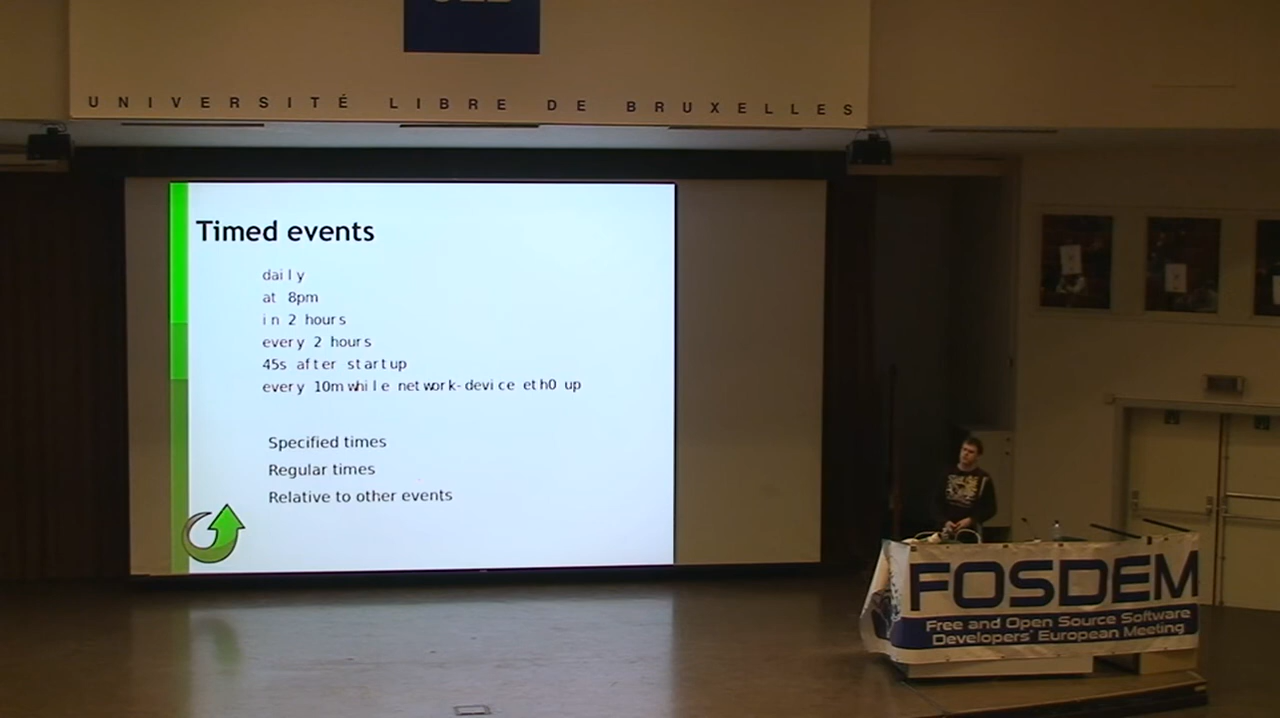 UNIVERSITÉ LIBRE DE BRUXELLES
Timed events
daily
at 8pm
in 2 hours
every 2 hours
45s after startup
every 10m while network-device eth0 up
Specified times
Regular times
Relative to other events
FOSDEM
Free and Open Source Software
Developers' European Meeting